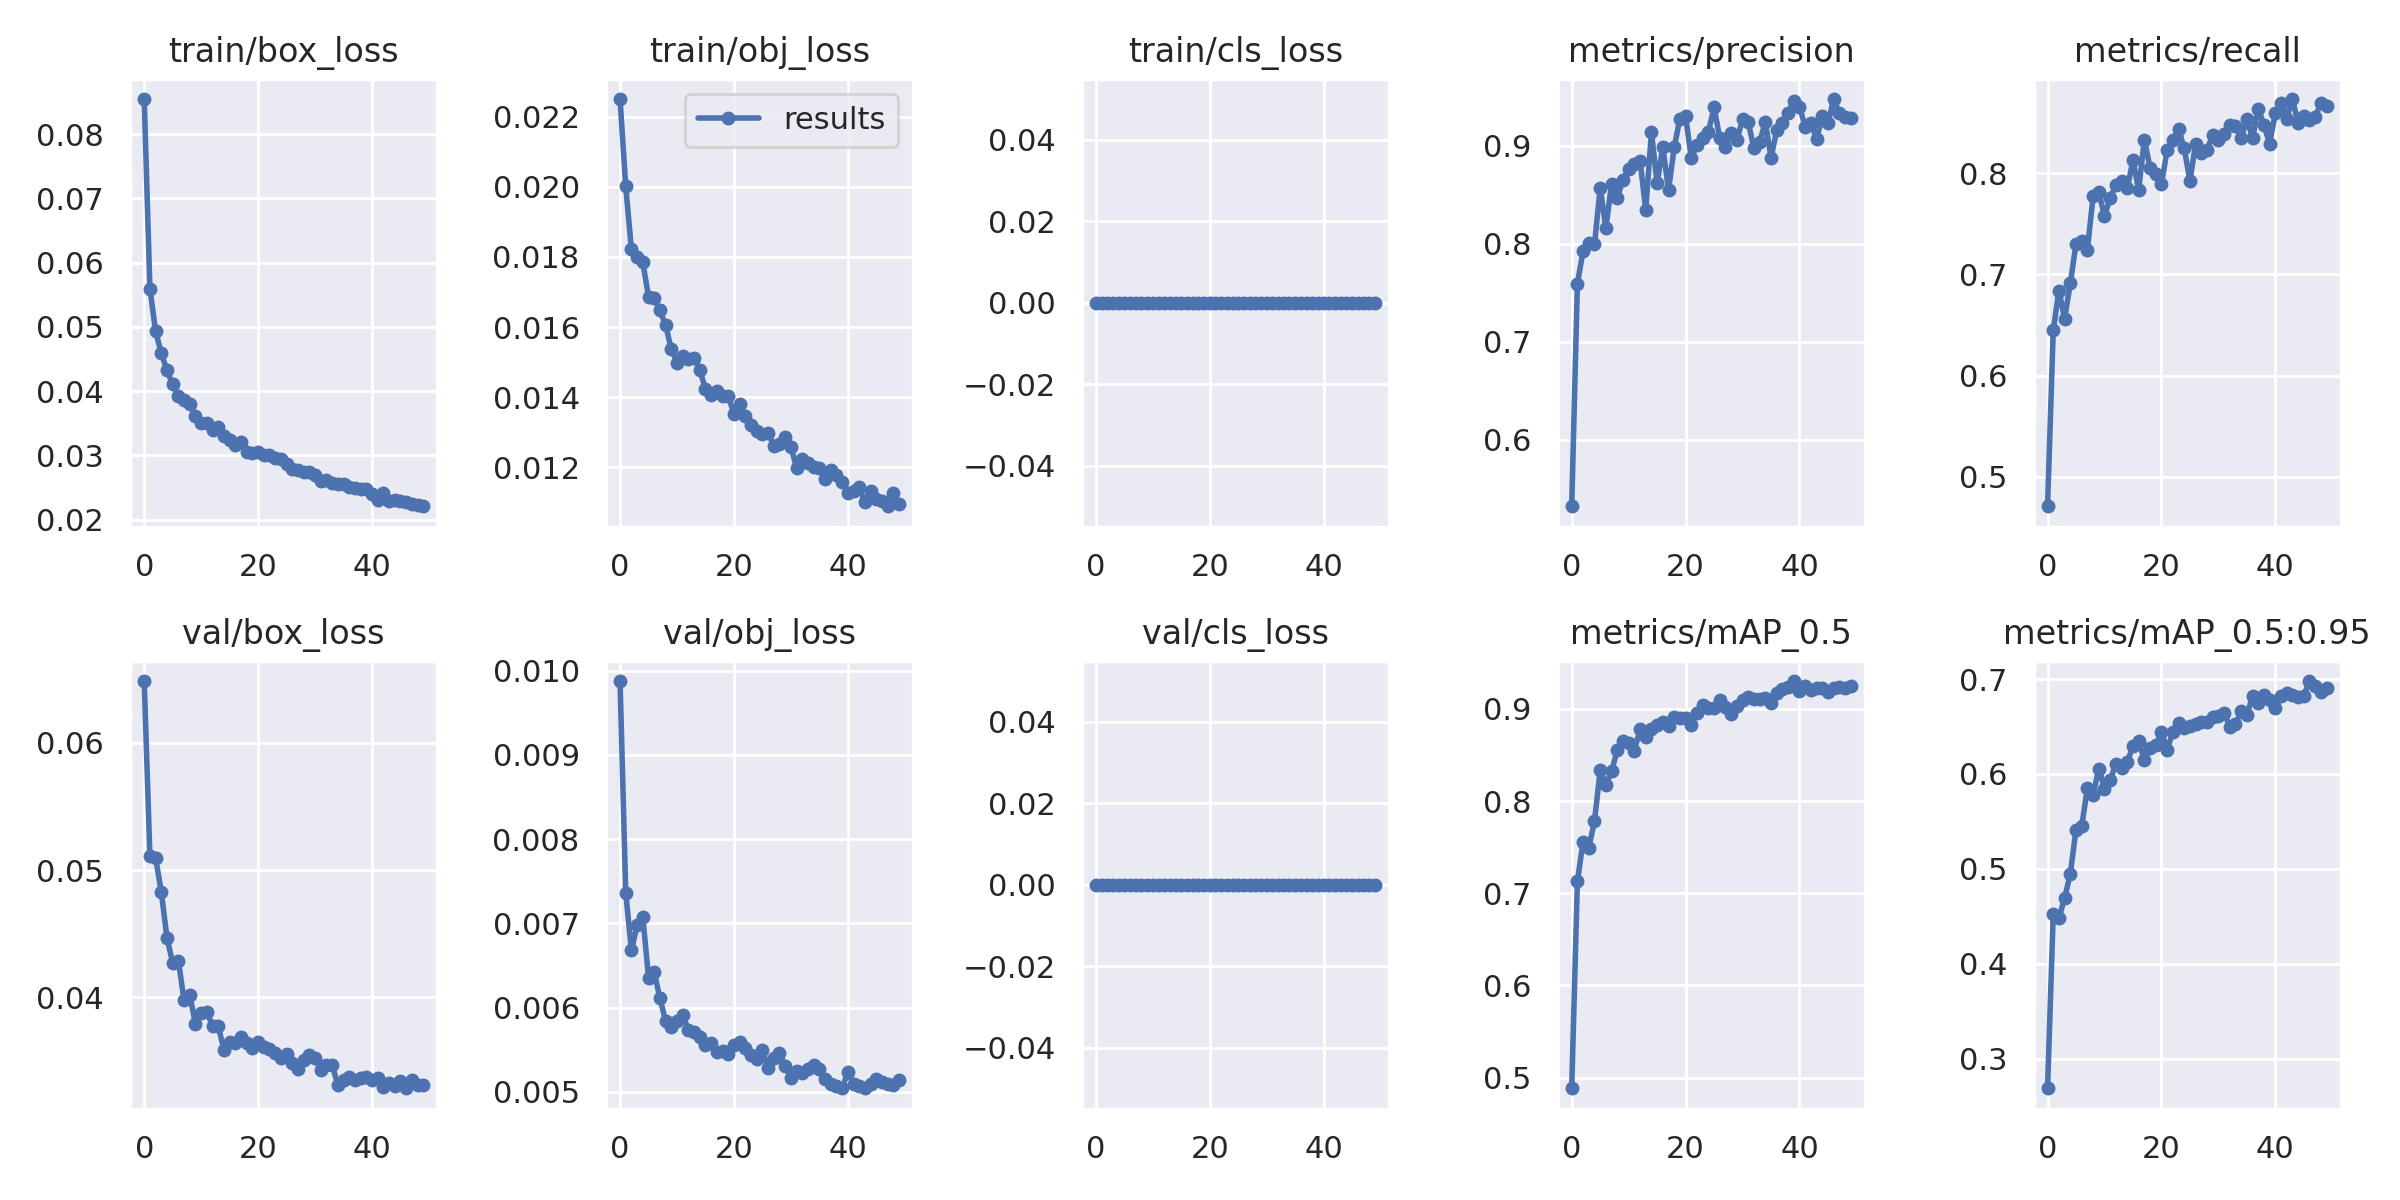 train/box_loss
0.08
0.07
0.06
0.05
0.04
0.03
0.02
0 20 40
train/obj_loss
results
0.022
0.020
0.018
0.016
0.014
0.012
0 20 40
train/cls_loss
0.04
0.02
0.00
−0.02
−0.04
0 20 40
metrics/precision
0.9
0.8
0.7
0.6
0 20 40
metrics/recall
0.8
0.7
0.6
0.5
0 20 40
val/box_loss
0.06
0.05
0.04
0 20 40
val/obj_loss
0.010
0.009
0.008
0.007
0.006
0.005
0 20 40
val/cls_loss
0.04
0.02
0.00
−0.02
−0.04
0 20 40
metrics/mAP_0.5
0.9
0.8
0.7
0.6
0.5
0 20 40
metrics/mAP_0.5:0.95
0.7
0.6
0.5
0.4
0.3
0 20 40